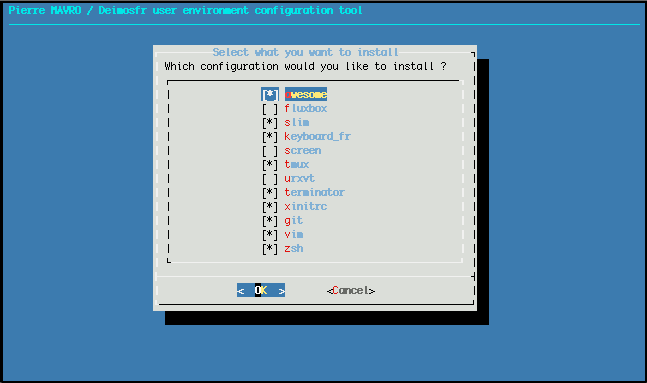 Pierre MAVRO / Deimosfr user environment configuration tool
Select what you want to install
Which configuration would you like to install ?
[*] awesome
[ ] fluxbox
[*] slim
[*] keyboard_fr
[ ] screen
[*] tmux
[ ] urxvt
[*] terminator
[*] xinitrc
[*] git
[*] vim
[*] zsh
< OK > <Cancel>